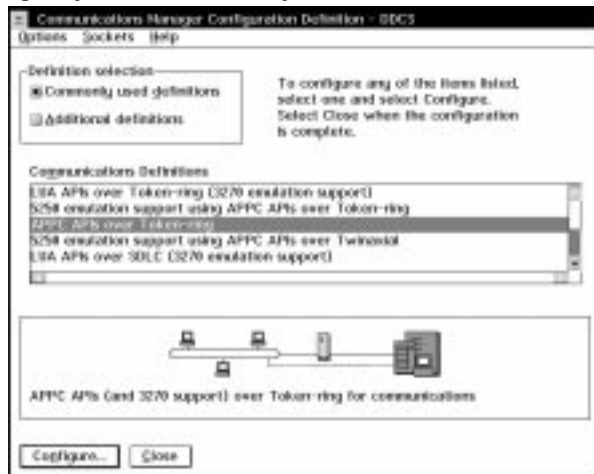 Communications Manager Configuration Definition - DDCS
Options Sockets Help
Definition selection
Commonly used definitions
Additional definitions
To configure any of the items listed,
select one and select Configure.
Select Close when the configuration
is complete.
Communications Definitions
LUA APIs over Token-ring (3270 emulation support)
5250 emulation support using APPC APIs over Token-ring
APPC APIs over Token-ring
5250 emulation support using APPC APIs over Twinaxial
LUA APIs over SDLC (3270 emulation support)
APPC APIs (and 3270 support) over Token-ring for communications
Configure... Close